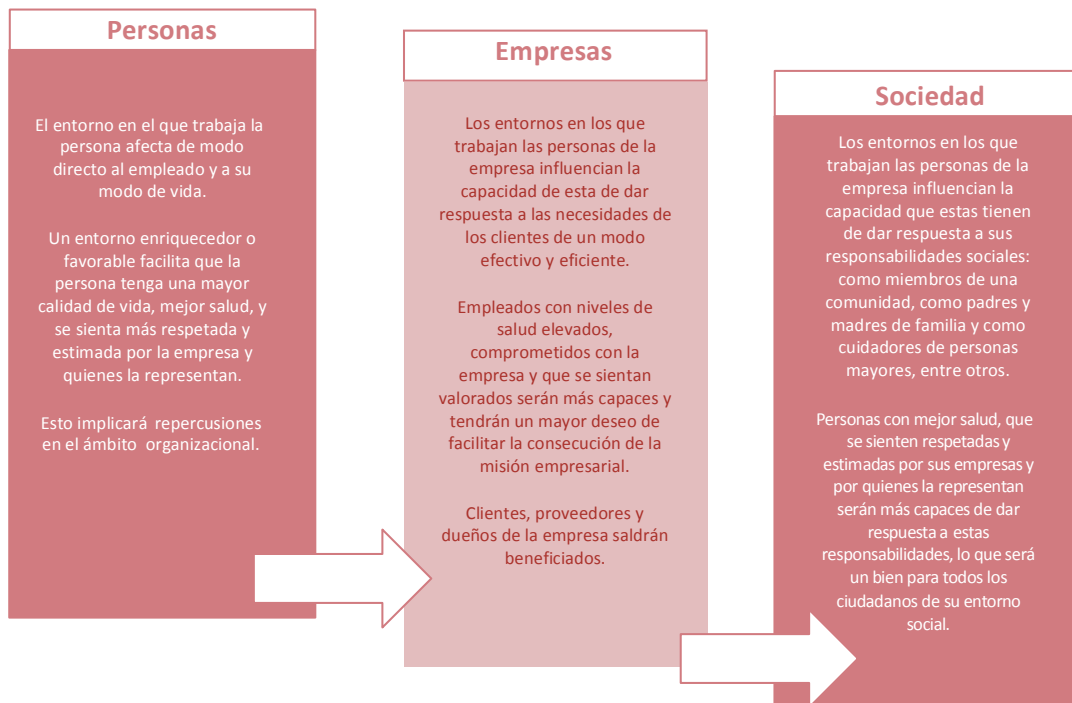 Personas
El entorno en el que trabaja la
persona afecta de modo
directo al empleado y a su
modo de vida.
Un entorno enriquecedor o
favorable facilita que la
persona tenga una mayor
calidad de vida, mejor salud, y
se sienta más respetada y
estimada por la empresa y
quienes la representan.
Esto implicará repercusiones
en el ámbito organizacional.
Empresas
Los entornos en los que
trabajan las personas de la
empresa influencian la
capacidad de esta de dar
respuesta a las necesidades de
los clientes de un modo
efectivo y eficiente.
Empleados con niveles de
salud elevados,
comprometidos con la
empresa y que se sientan
valorados serán más capaces y
tendrán un mayor deseo de
facilitar la consecución de la
misión empresarial.
Clientes, proveedores y
dueños de la empresa saldrán
beneficiados.
Sociedad
Los entornos en los que
trabajan las personas de la
empresa influencian la
capacidad que estas tienen
de dar respuesta a sus
responsabilidades sociales:
como miembros de una
comunidad, como padres y
madres de familia y como
cuidadores de personas
mayores, entre otros.
Personas con mejor salud, que
se sienten respetadas y
estimadas por sus empresas y
por quienes la representan
serán más capaces de dar
respuesta a estas
responsabilidades, lo que será
un bien para todos los
ciudadanos de su entorno
social.